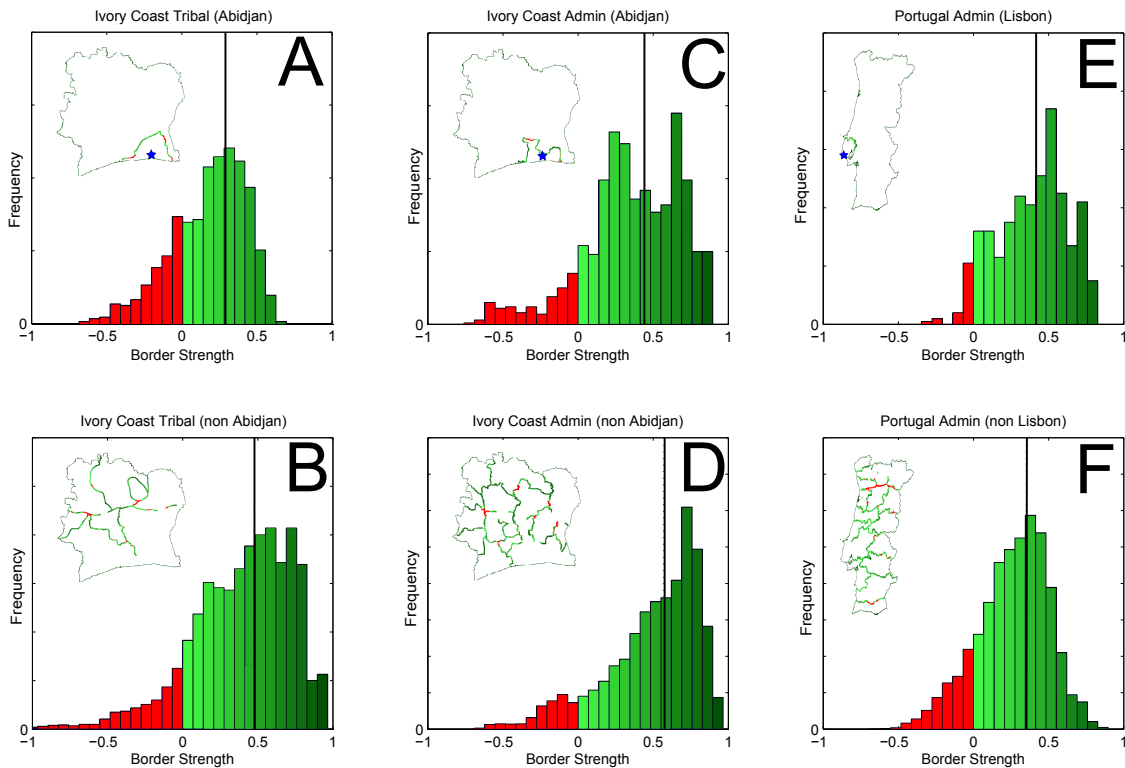 Ivory Coast Tribal (Abidjan)
A
Frequency
0
−1 −0.5 0 0.5 1
Border Strength
Ivory Coast Admin (Abidjan)
C
Frequency
0
−1 −0.5 0 0.5 1
Border Strength
Portugal Admin (Lisbon)
E
Frequency
0
−1 −0.5 0 0.5 1
Border Strength
Ivory Coast Tribal (non Abidjan)
B
Frequency
0
−1 −0.5 0 0.5 1
Border Strength
Ivory Coast Admin (non Abidjan)
D
Frequency
0
−1 −0.5 0 0.5 1
Border Strength
Portugal Admin (non Lisbon)
F
Frequency
0
−1 −0.5 0 0.5 1
Border Strength